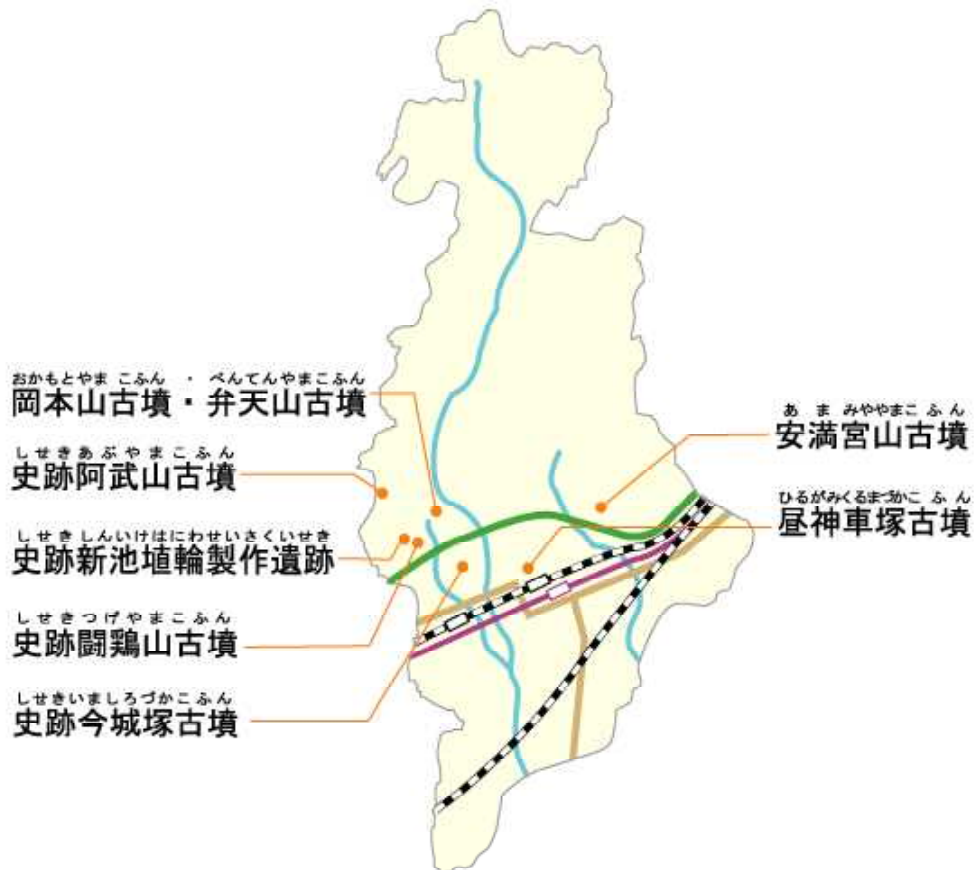 おかもとやま こふん ・ べんてんやまこふん
岡本山古墳・弁天山古墳
しせきあぶやまこふん
史跡阿武山古墳
しせきしんいけはにわせいさくいせき
史跡新池埴輪製作遺跡
しせきつげやまこふん
史跡闘鶏山古墳
しせきいましろづかこふん
史跡今城塚古墳
あまみややまこふん
安満宮山古墳
ひるがみくるまづかこふん
昼神車塚古墳